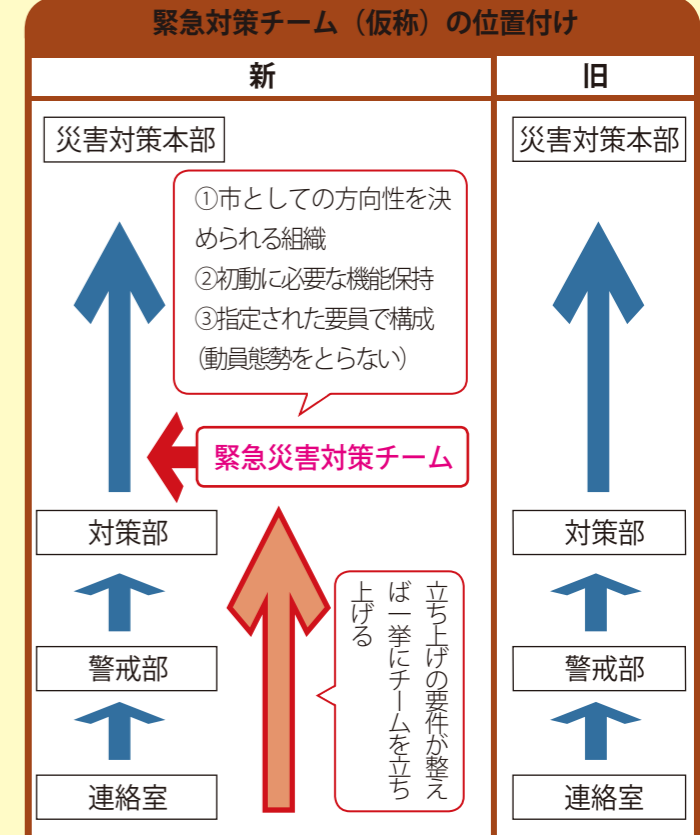 緊急対策チーム（仮称）の位置付け
新
旧
災害対策本部
①市としての方向性を決
められる組織
②初動に必要な機能保持
③指定された要員で構成
（動員態勢をとらない）
緊急災害対策チーム
対策部
立ち上げの要件が整え
ば一挙にチームを立ち
上げる
警戒部
連絡室
災害対策本部
対策部
警戒部
連絡室